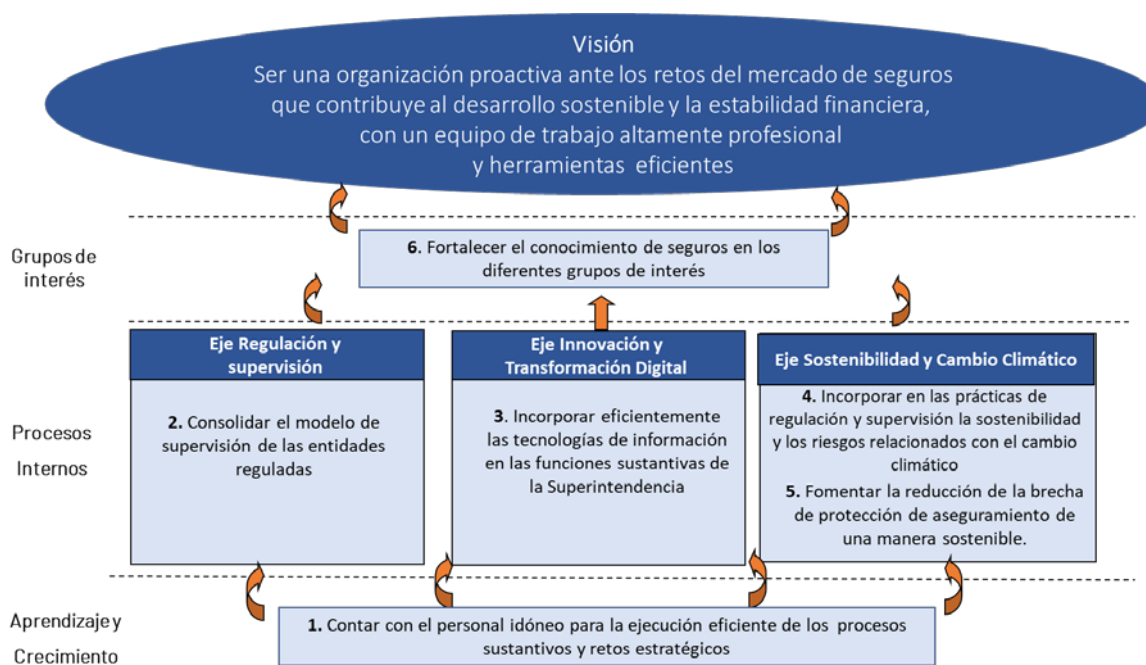 Visión
Ser una organización proactiva ante los retos del mercado de seguros
que contribuye al desarrollo sostenible y la estabilidad financiera,
con un equipo de trabajo altamente profesional
y herramientas eficientes
Grupos de
interés
6. Fortalecer el conocimiento de seguros en los
diferentes grupos de interés
Procesos
Internos
Eje Regulación y
supervisión
2. Consolidar el modelo de
supervisión de las entidades
reguladas
Eje Innovación y
Transformación Digital
3. Incorporar eficientemente
las tecnologías de información
en las funciones sustantivas de
la Superintendencia
Eje Sostenibilidad y Cambio Climático
4. Incorporar en las prácticas de
regulación y supervisión la sostenibilidad
y los riesgos relacionados con el cambio
climático
5. Fomentar la reducción de la brecha
de protección de aseguramiento de
una manera sostenible.
Aprendizaje y
Crecimiento
1. Contar con el personal idóneo para la ejecución eficiente de los procesos
sustantivos y retos estratégicos